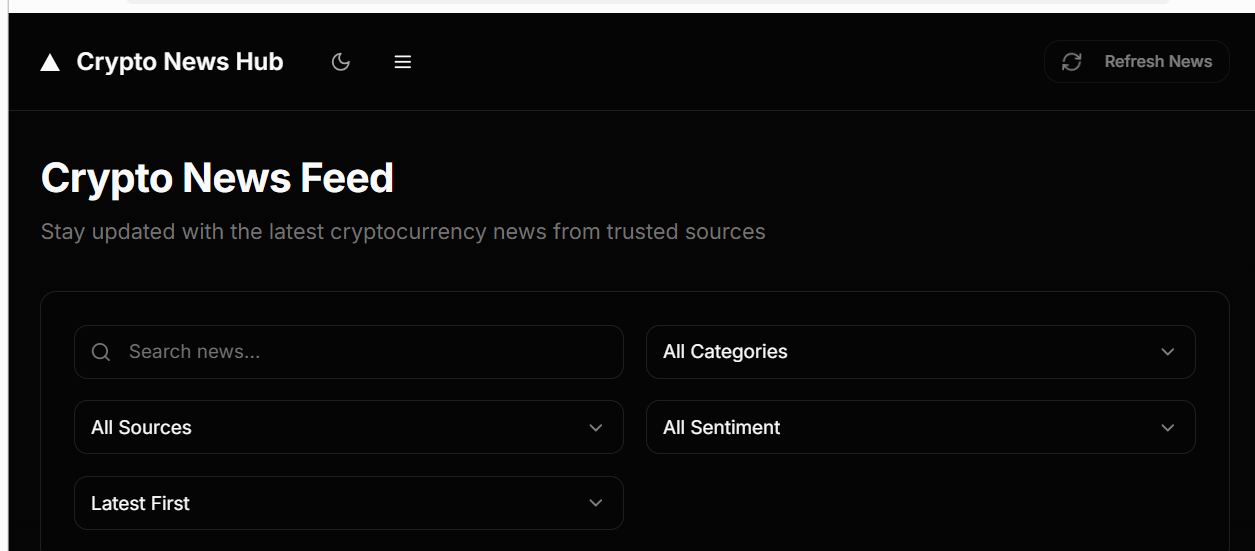 Crypto News Hub
Refresh News
Crypto News Feed
Stay updated with the latest cryptocurrency news from trusted sources
Search news...
All Categories
All Sources
All Sentiment
Latest First